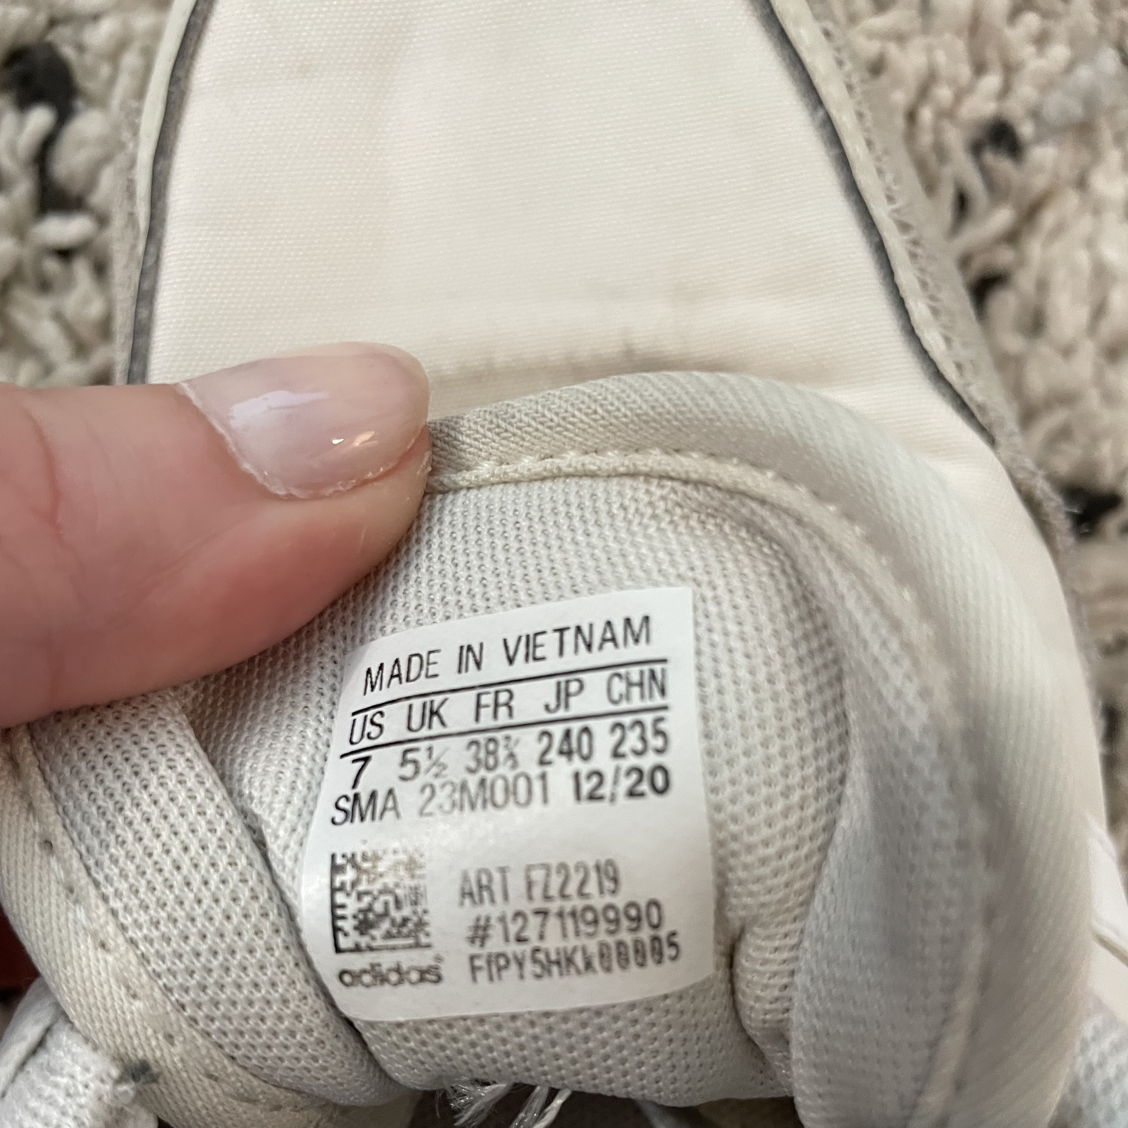 MADE IN VIETNAM
US UK FR JP CHN
7 5½ 38⅔ 240 235
SMA 23M001 12/20
ART FZ2219
#127119990
adidas FfPY5HKk00005